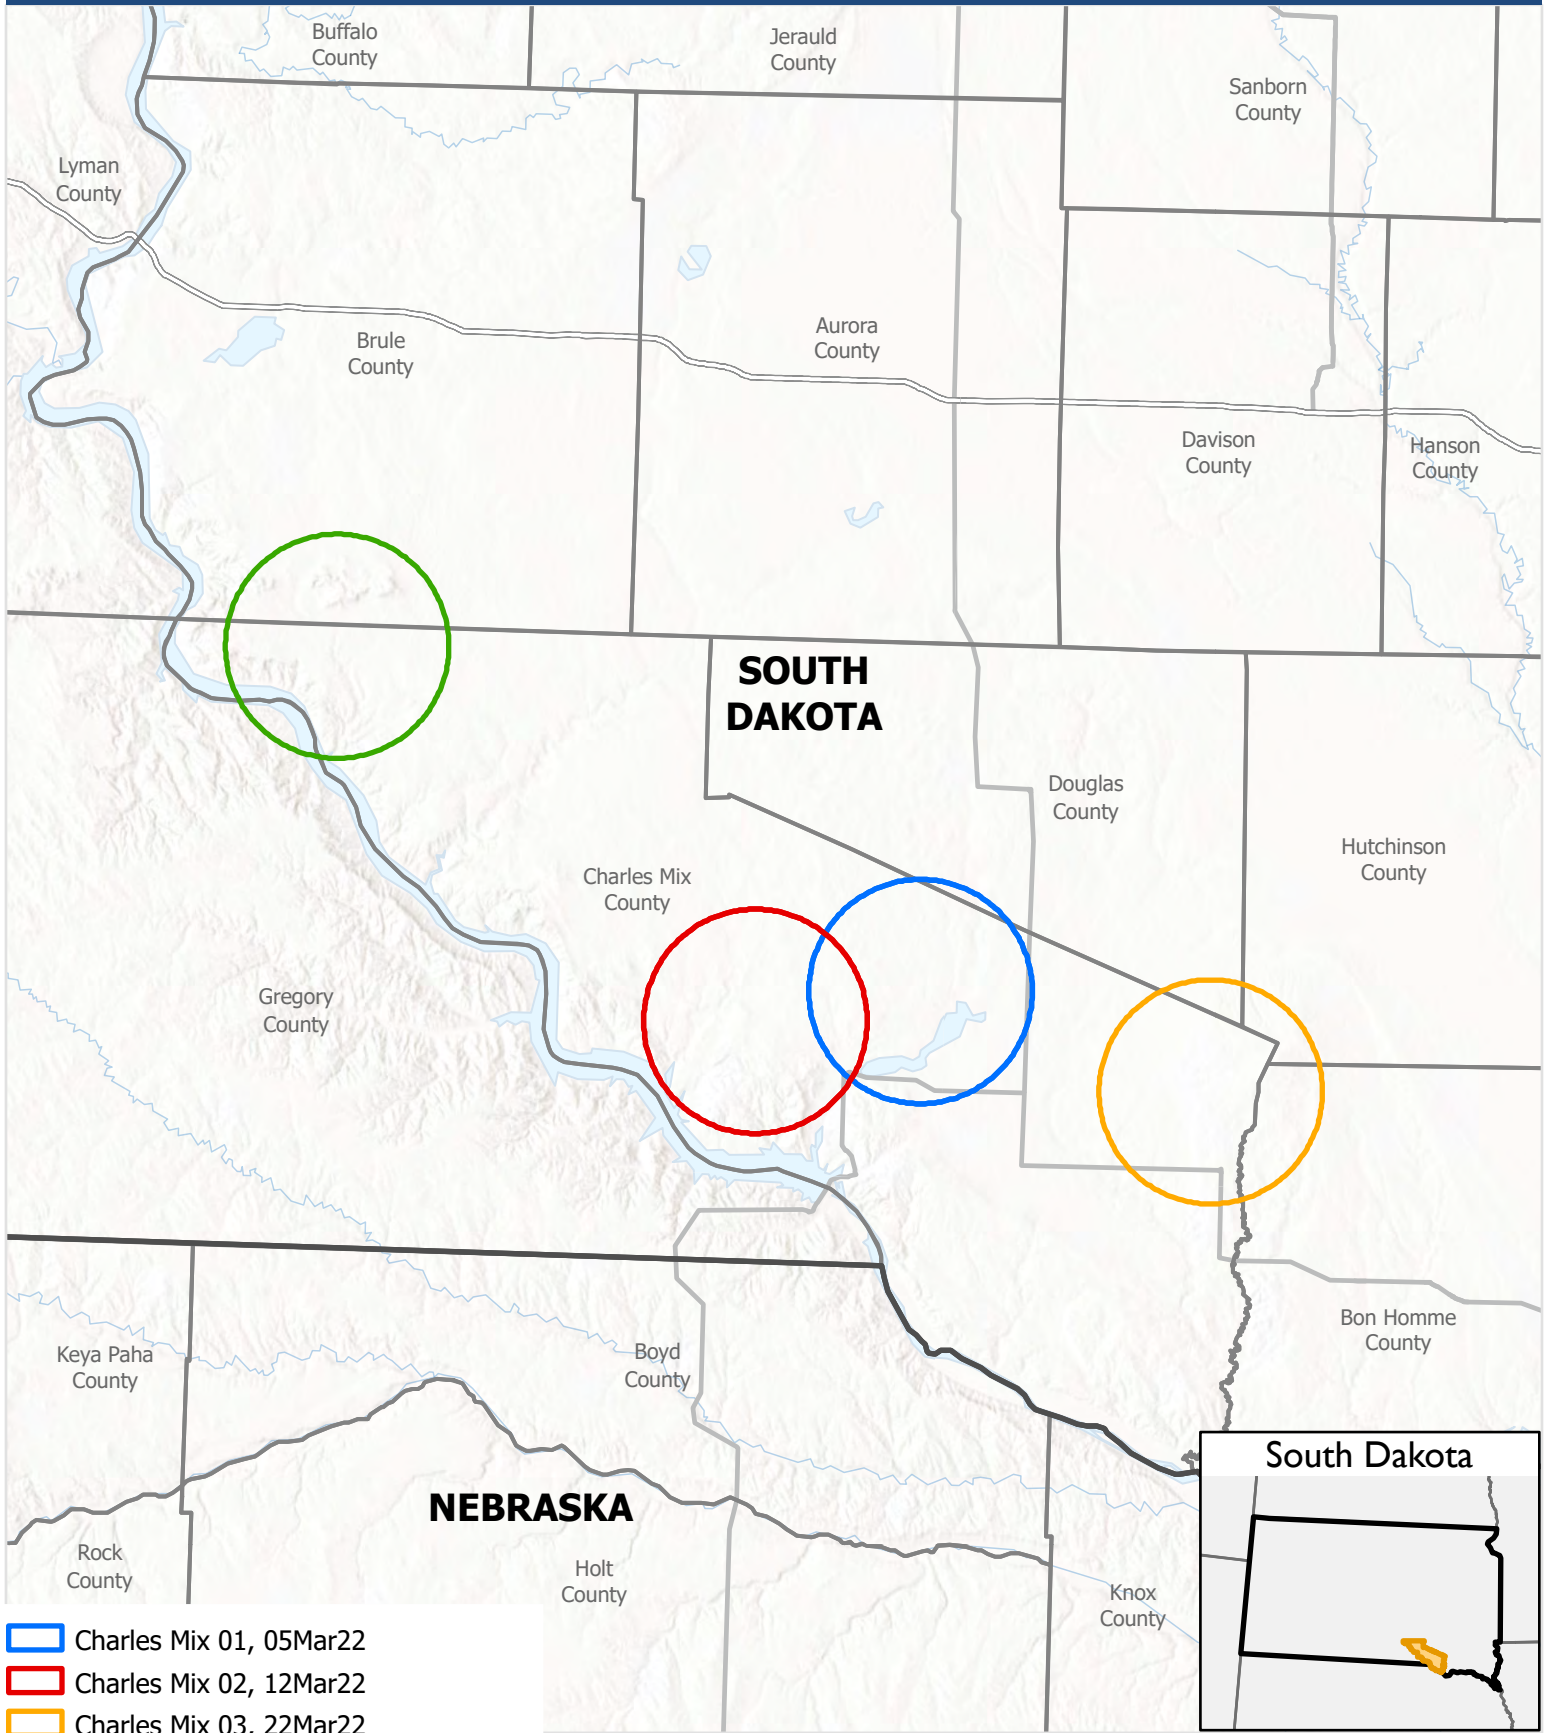 Buffalo
County
Jerauld
County
Sanborn
County
Lyman
County
Brule
County
Aurora
County
Davison
County
Hanson
County
SOUTH
DAKOTA
Douglas
County
Hutchinson
County
Charles Mix
County
Gregory
County
Bon Homme
County
Keya Paha
County
Boyd
County
NEBRASKA
Rock
County
Holt
County
Knox
County
South Dakota
Charles Mix 01, 05Mar22
Charles Mix 02, 12Mar22
Charles Mix 03, 22Mar22